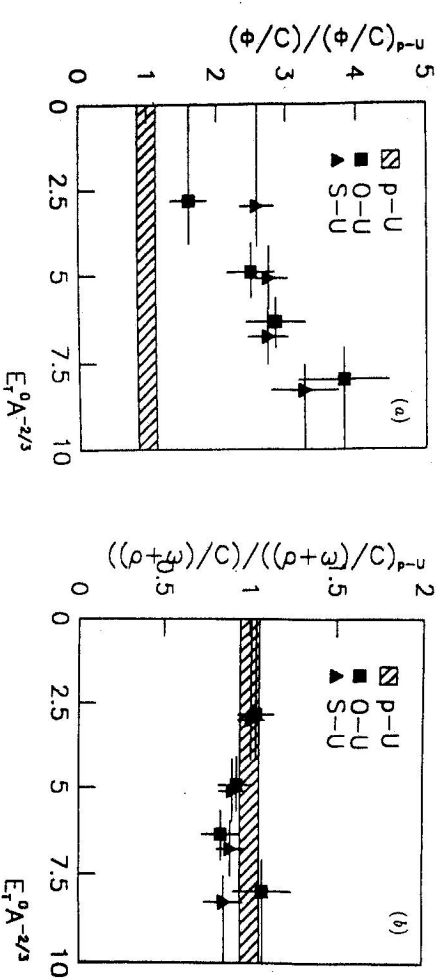 (φ/C)/(φ/C)p-U
5
4
3
2
1
0
p-U
O-U
S-U
(a)
0
2.5
5
7.5
10
E_T^0 A^-2/3
((ρ+ω)/C)/((ρ+ω)/C)p-U
2
1.5
1
0.5
0
p-U
O-U
S-U
(b)
0
2.5
5
7.5
10
E_T^0 A^-2/3